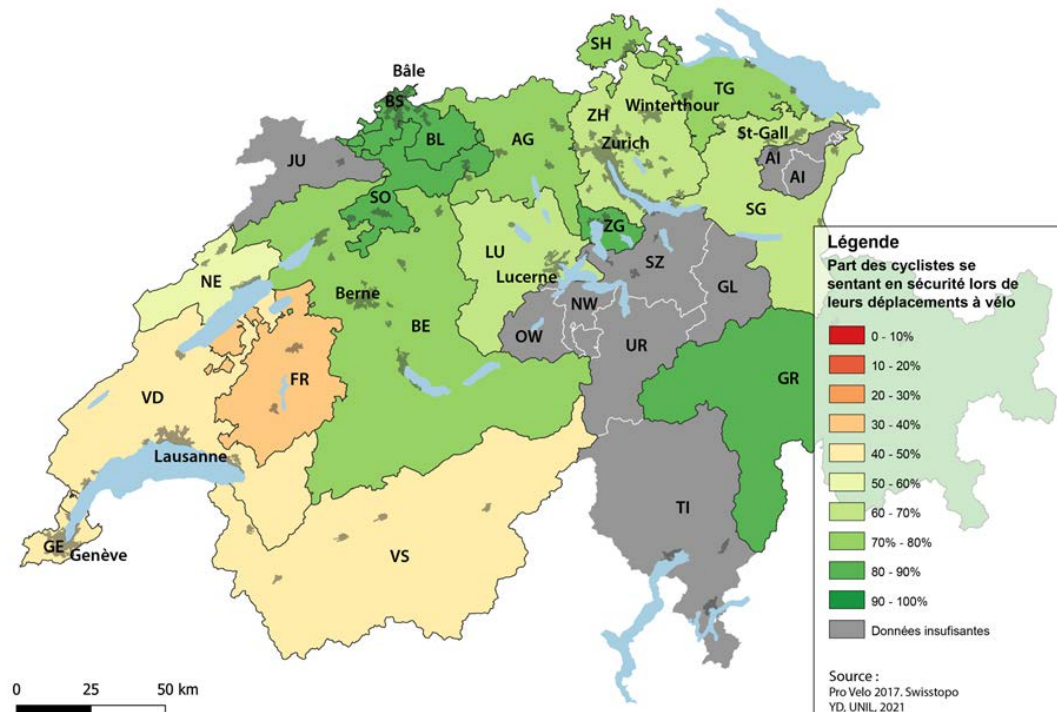 SH
Bâle
BS
TG
ZH
Winterthour
BL
AG
St-Gall
Zurich
JU
AI
AI
SO
ZG
SG
LU
SZ
NE
Lucerne
GL
Berne
NW
BE
OW
UR
FR
GR
VD
Lausanne
TI
GE
Genève
VS
Légende
Part des cyclistes se
sentant en sécurité lors de
leurs déplacements à vélo
0 - 10%
10 - 20%
20 - 30%
30 - 40%
40 - 50%
50 - 60%
60 - 70%
70% - 80%
80 - 90%
90 - 100%
Données insufisantes
Source :
Pro Velo 2017. Swisstopo
YD, UNIL, 2021
0 25 50 km